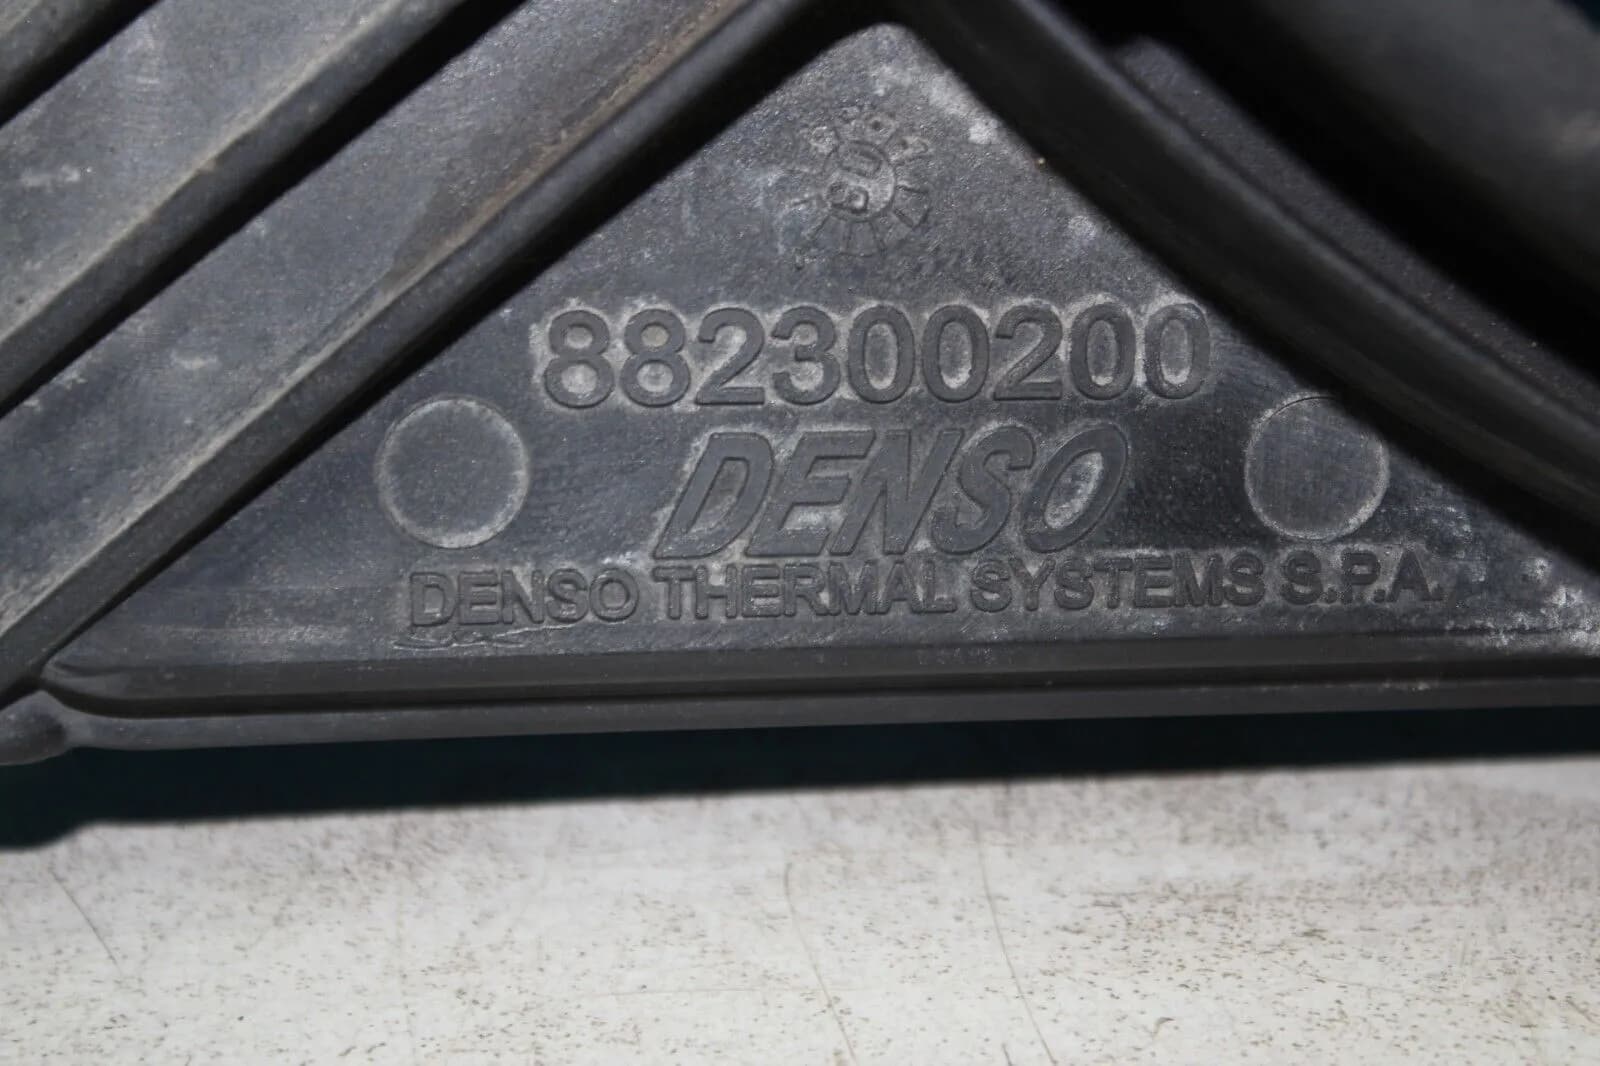 882300200
DENSO
DENSO THERMAL SYSTEMS S.P.A.